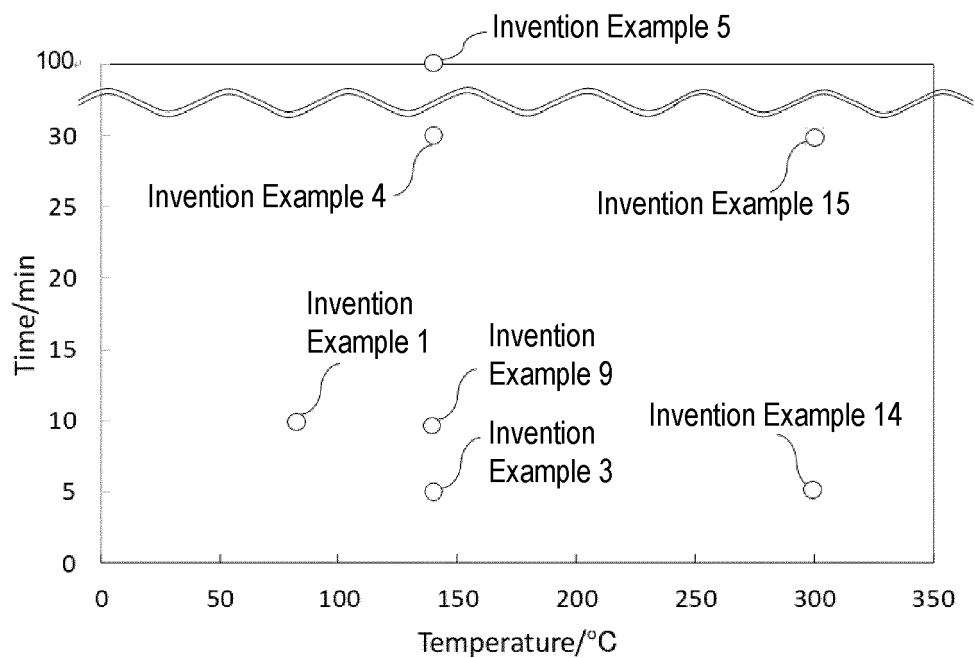 Invention Example 5
100
30
Invention Example 4
Invention Example 15
25
20
Time/min
Invention
Example 1
15
Invention
Example 9
10
Invention Example 14
Invention
Example 3
5
0
0 50 100 150 200 250 300 350
Temperature/°C